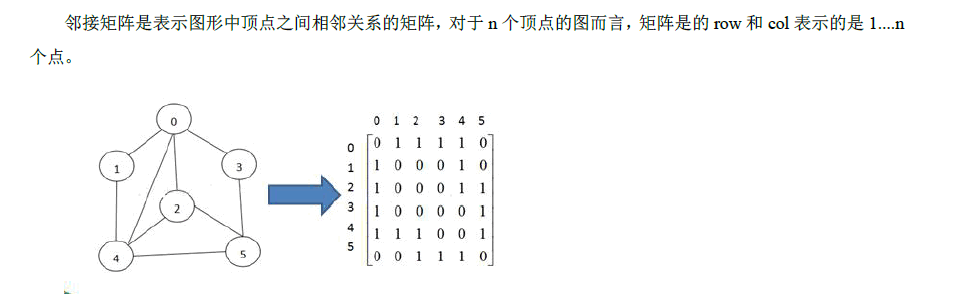 邻接矩阵是表示图形中顶点之间相邻关系的矩阵，对于 n 个顶点的图而言，矩阵是的 row 和 col 表示的是 1....n
个点。
0
1
3
2
4
5
0 1 2 3 4 5
0 0 1 1 1 1 0
1 1 0 0 0 1 0
2 1 0 0 0 1 1
3 1 0 0 0 0 1
4 1 1 1 0 0 1
5 0 0 1 1 1 0